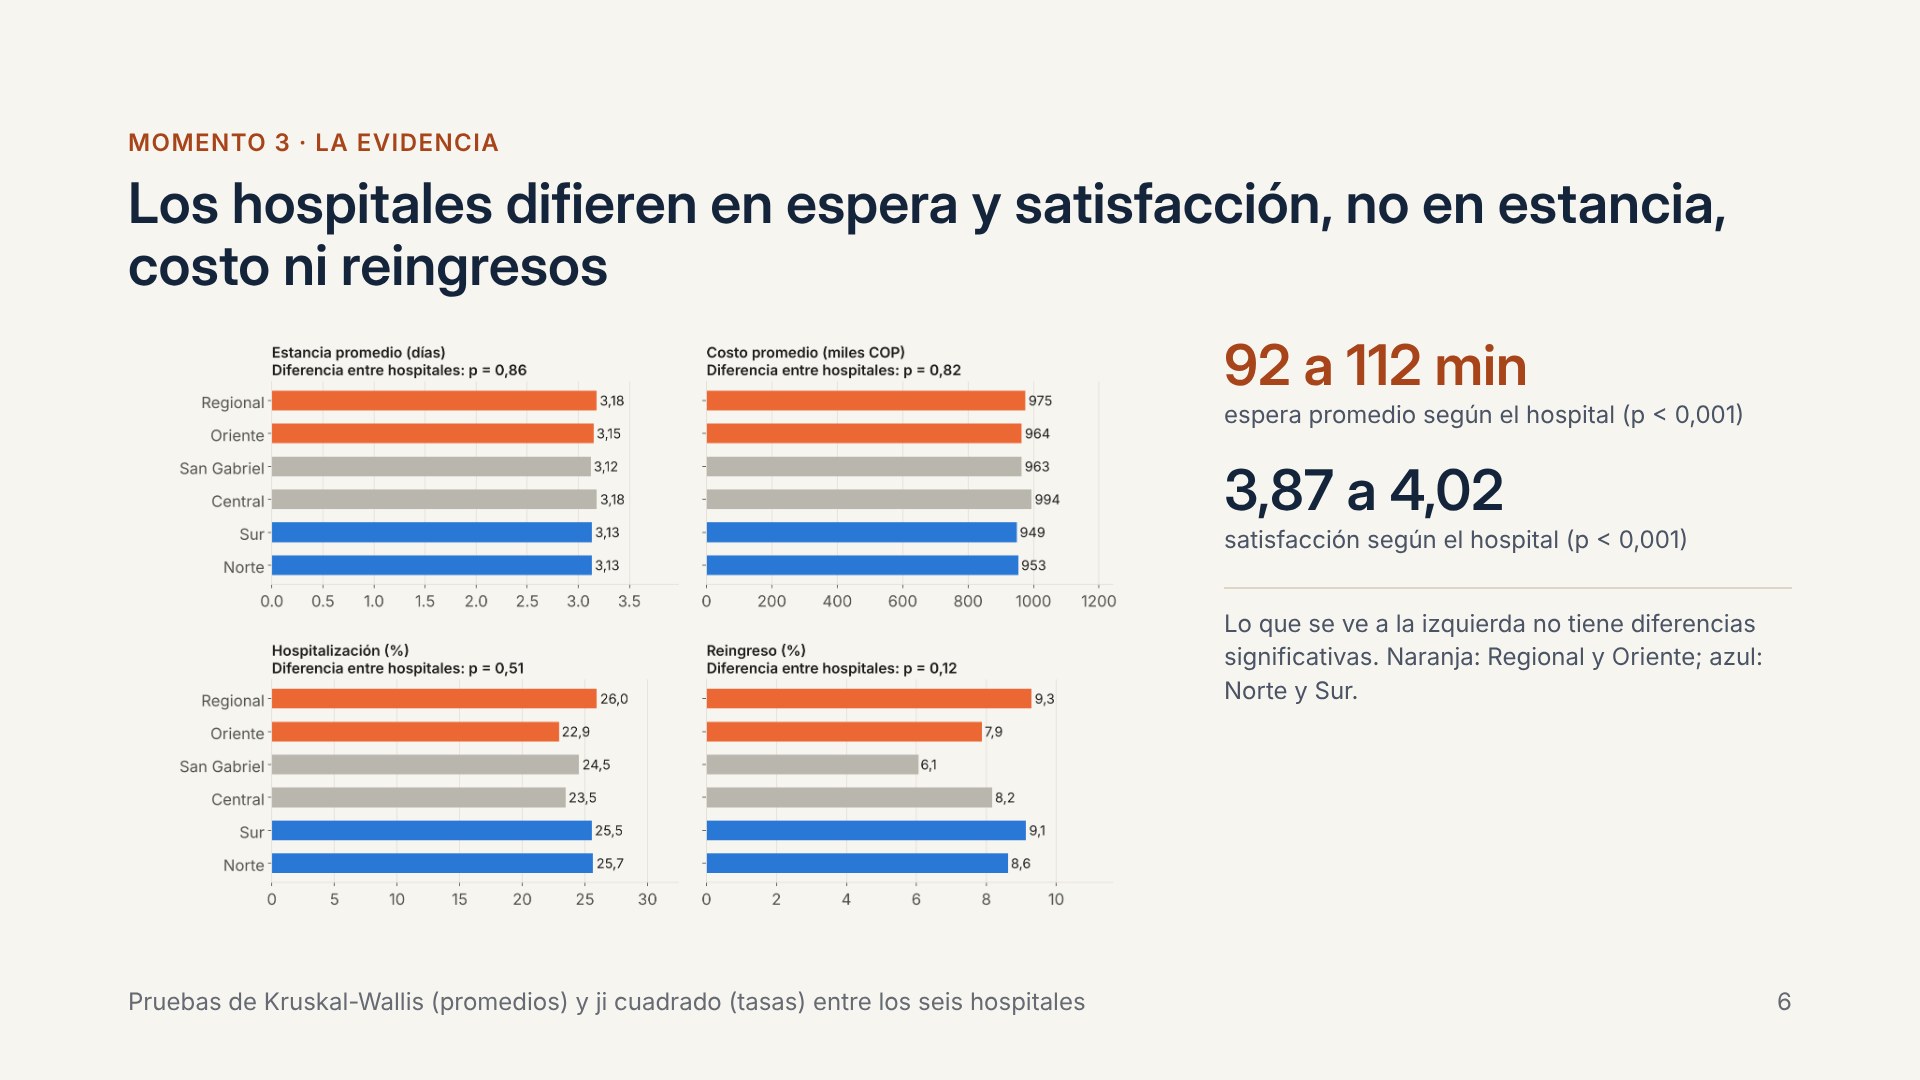 MOMENTO 3 · LA EVIDENCIA
Los hospitales difieren en espera y satisfacción, no en estancia,
costo ni reingresos
Estancia promedio (días)
Diferencia entre hospitales: p = 0,86
Regional 3,18
Oriente 3,15
San Gabriel 3,12
Central 3,18
Sur 3,13
Norte 3,13
0.0 0.5 1.0 1.5 2.0 2.5 3.0 3.5
Costo promedio (miles COP)
Diferencia entre hospitales: p = 0,82
975
964
963
994
949
953
0 200 400 600 800 1000 1200
Hospitalización (%)
Diferencia entre hospitales: p = 0,51
Regional 26,0
Oriente 22,9
San Gabriel 24,5
Central 23,5
Sur 25,5
Norte 25,7
0 5 10 15 20 25 30
Reingreso (%)
Diferencia entre hospitales: p = 0,12
9,3
7,9
6,1
8,2
9,1
8,6
0 2 4 6 8 10
92 a 112 min
espera promedio según el hospital (p < 0,001)
3,87 a 4,02
satisfacción según el hospital (p < 0,001)
Lo que se ve a la izquierda no tiene diferencias
significativas. Naranja: Regional y Oriente; azul:
Norte y Sur.
Pruebas de Kruskal-Wallis (promedios) y ji cuadrado (tasas) entre los seis hospitales
6